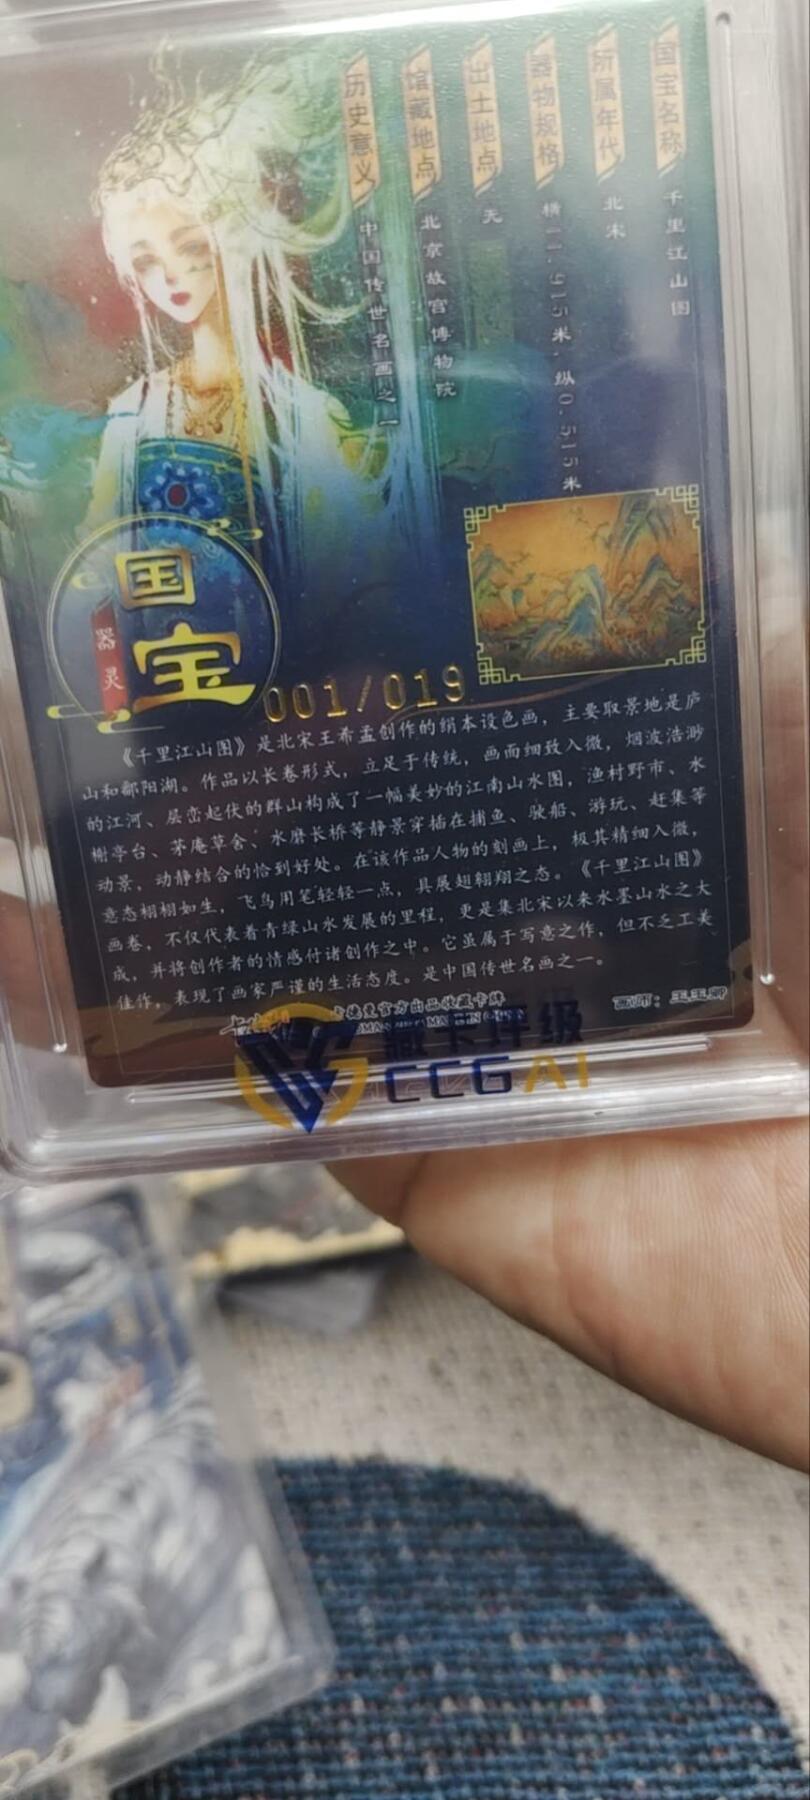 国宝名称 千里江山图
所属年代 北宋
器物规格 横11.915米，纵0.515米
出土地点 无
馆藏地点 北京故宫博物院
历史意义 中国传世名画之一
国宝
器灵
001/019
《千里江山图》是北宋王希孟创作的绢本设色画，主要取景地是庐
山和鄱阳湖。作品以长卷形式，立足于传统，画面细致入微，烟波浩渺
的江河、层峦起伏的群山构成了一幅美妙的江南山水图，渔村野市、水
榭亭台、茅庵草舍、水磨长桥等静景穿插在捕鱼、驶船、游玩、赶集等
动景，动静结合的恰到好处。在该作品人物的刻画上，极其精细入微，
意态栩栩如生，飞鸟用笔轻轻一点，具展翅翱翔之态。《千里江山图》
画卷，不仅代表着青绿山水发展的里程，更是集北宋以来水墨山水之大
成，并将创作者的情感付诸创作之中。它虽属于写意之作，但不乏工美
佳作，表现了画家严谨的生活态度。是中国传世名画之一。
卡德曼官方出品收藏卡牌
评级
CCGAI